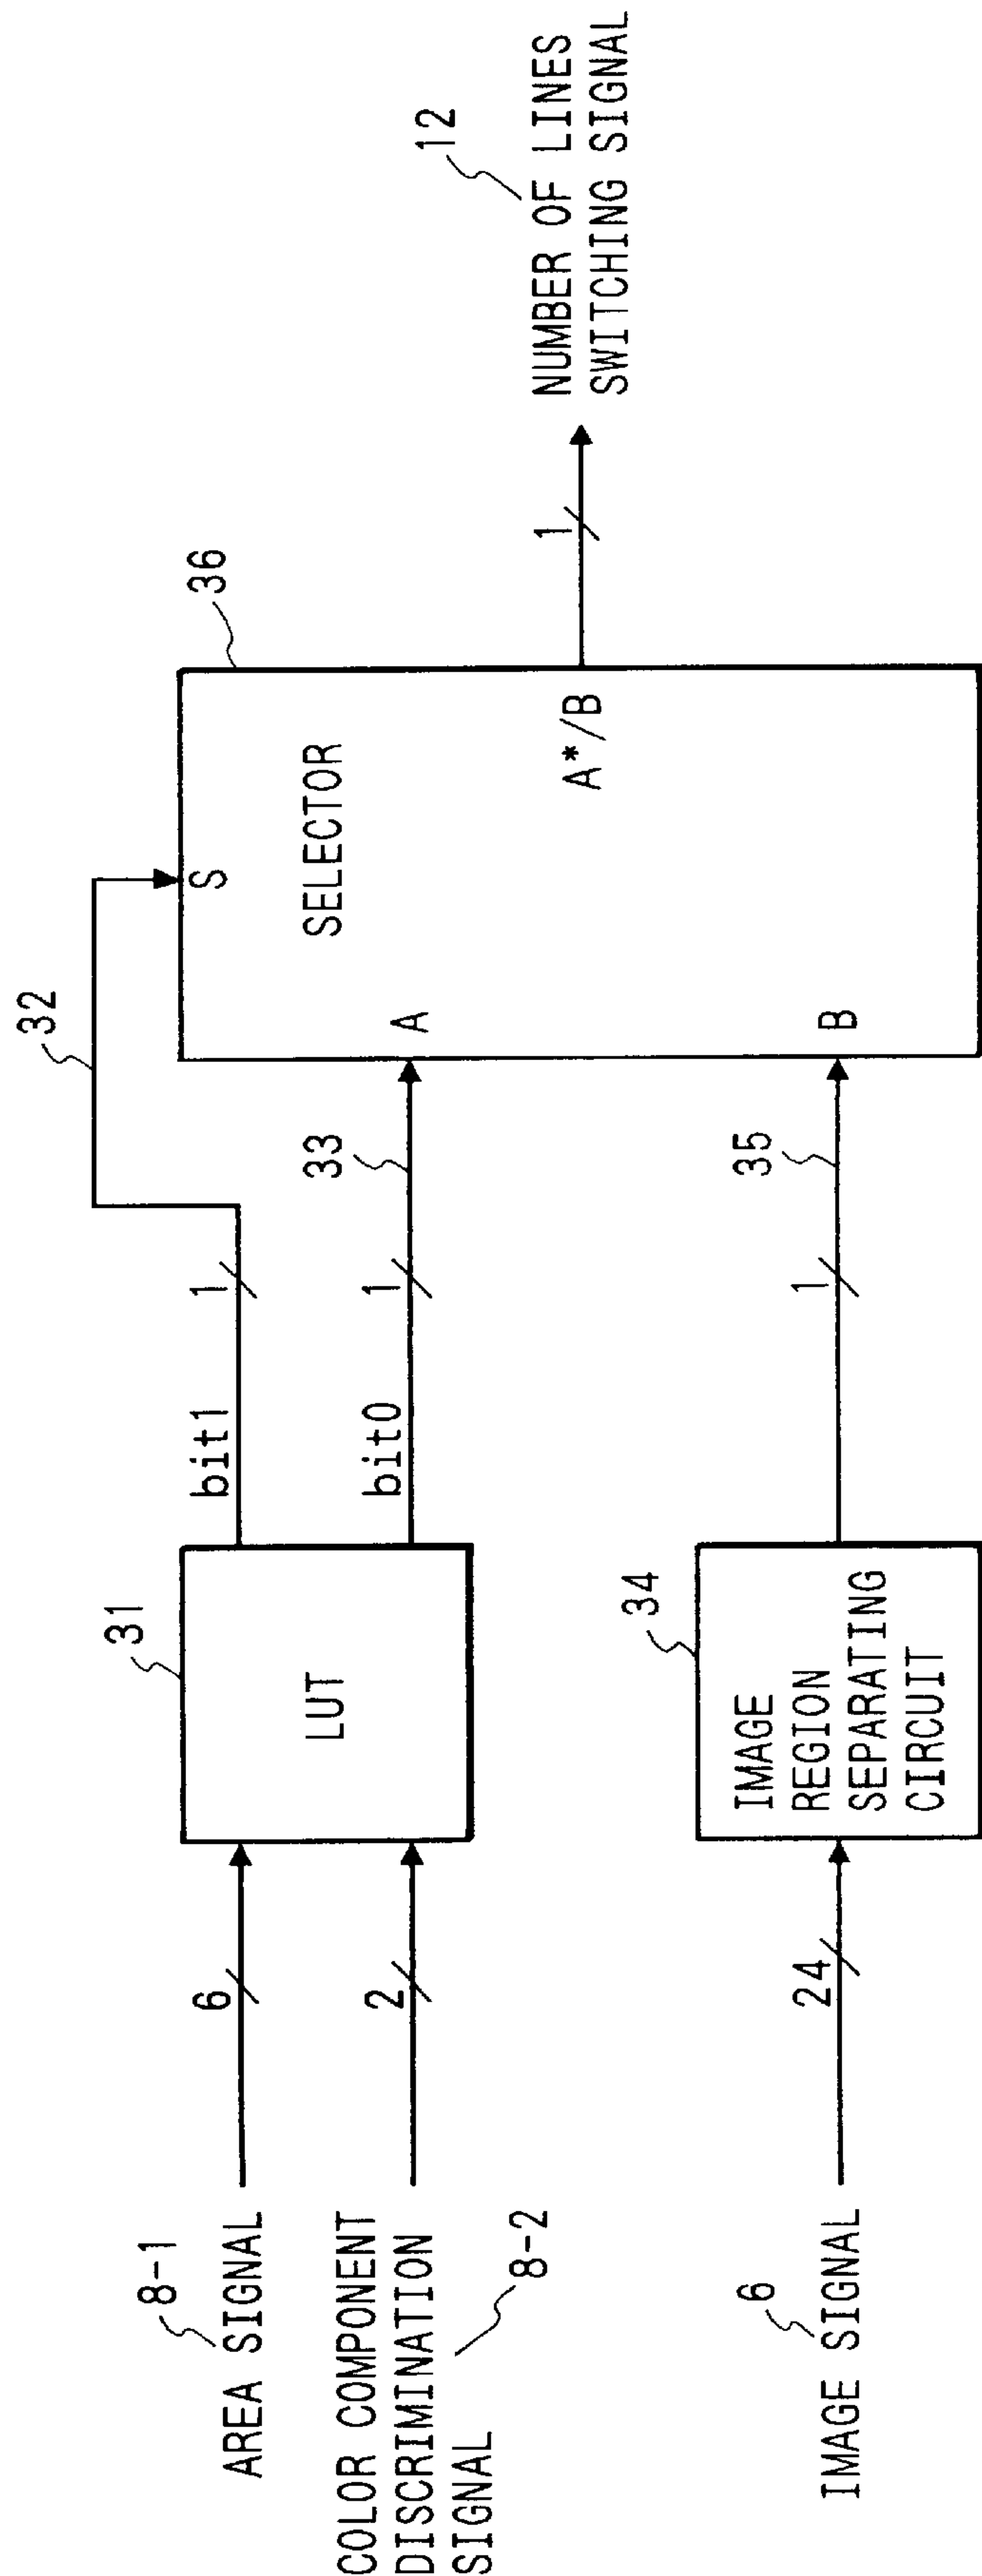 8-1
AREA SIGNAL
6
COLOR COMPONENT
DISCRIMINATION
SIGNAL
8-2
2
31
LUT
bit1
1
32
bit0
1
33
6
IMAGE SIGNAL
24
34
IMAGE
REGION
SEPARATING
CIRCUIT
1
35
36
S
SELECTOR
A
B
A*/B
1
12
NUMBER OF LINES
SWITCHING SIGNAL